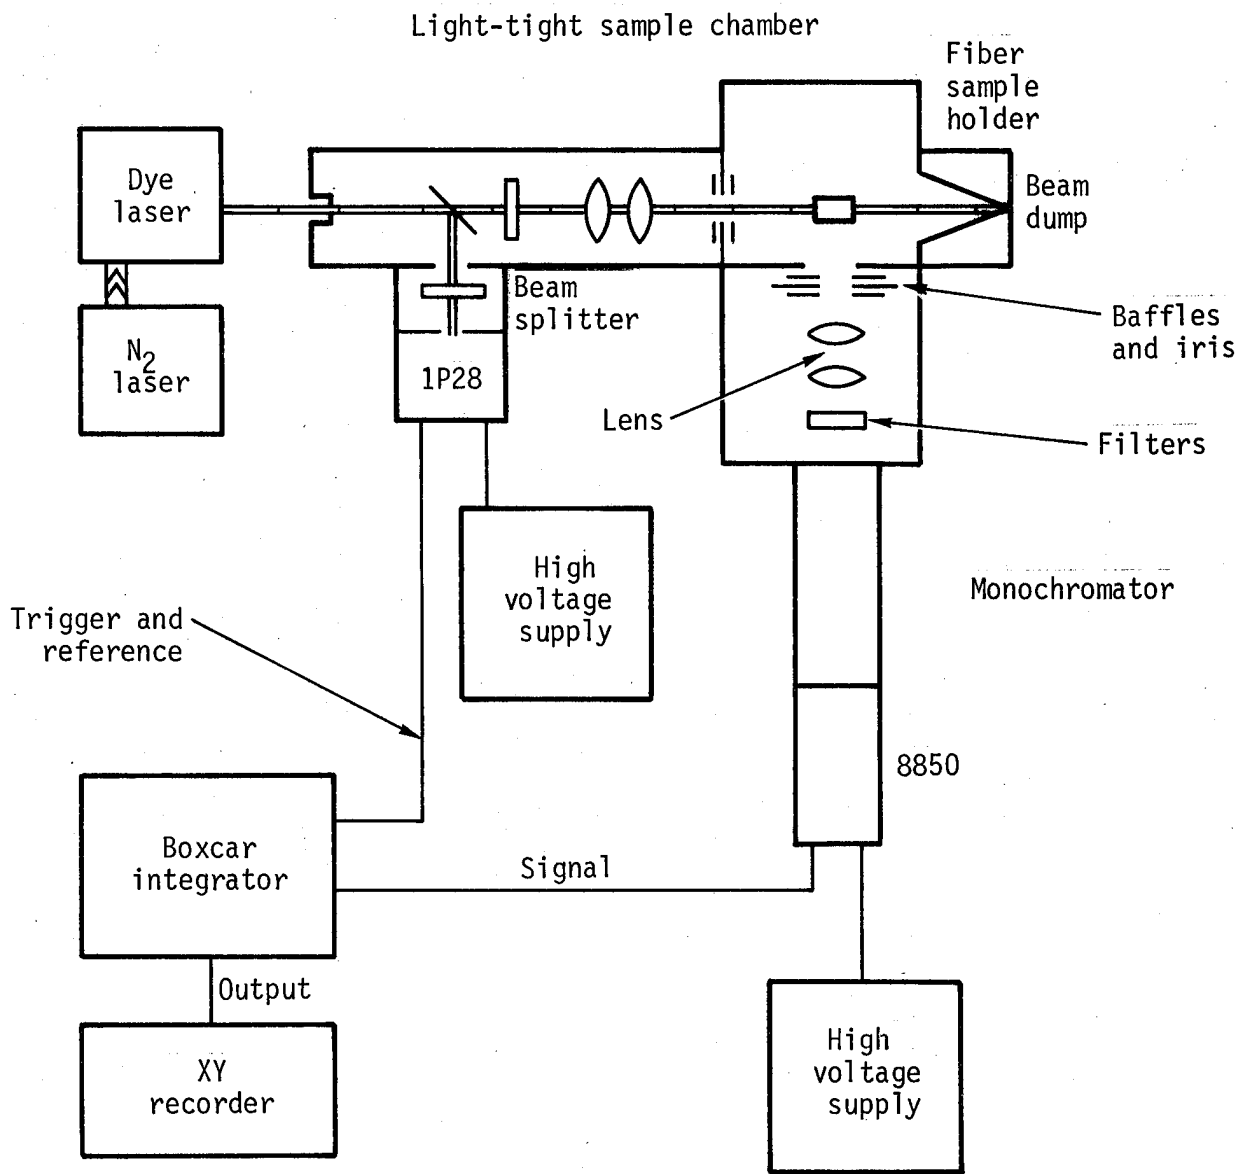 Light-tight sample chamber
Fiber
sample
holder
Dye
laser
Beam
dump
Beam
splitter
Baffles
and iris
N2
laser
1P28
Lens
Filters
High
voltage
supply
Monochromator
Trigger and
reference
8850
Boxcar
integrator
Signal
Output
XY
recorder
High
voltage
supply